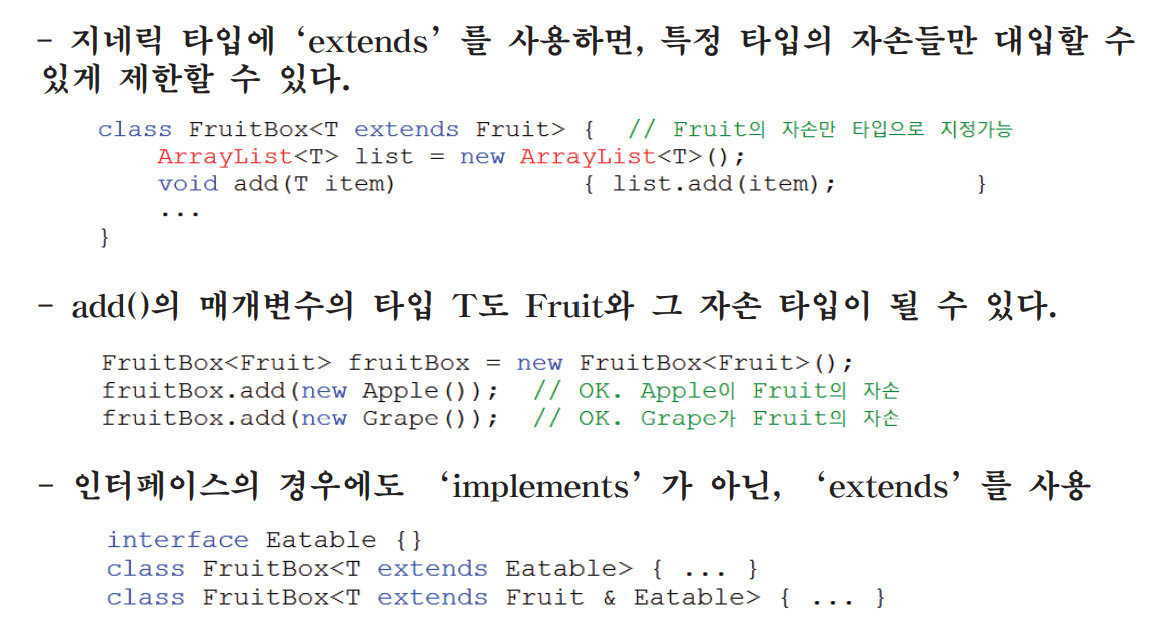 - 지네릭 타입에 ‘extends’ 를 사용하면, 특정 타입의 자손들만 대입할 수
있게 제한할 수 있다.
class FruitBox<T extends Fruit> {  // Fruit의 자손만 타입으로 지정가능
    ArrayList<T> list = new ArrayList<T>();
    void add(T item)            { list.add(item);         }
    ...
}
- add()의 매개변수의 타입 T도 Fruit와 그 자손 타입이 될 수 있다.
FruitBox<Fruit> fruitBox = new FruitBox<Fruit>();
fruitBox.add(new Apple());  // OK. Apple이 Fruit의 자손
fruitBox.add(new Grape());  // OK. Grape가 Fruit의 자손
- 인터페이스의 경우에도 ‘implements’ 가 아닌, ‘extends’ 를 사용
interface Eatable {}
class FruitBox<T extends Eatable> { ... }
class FruitBox<T extends Fruit & Eatable> { ... }